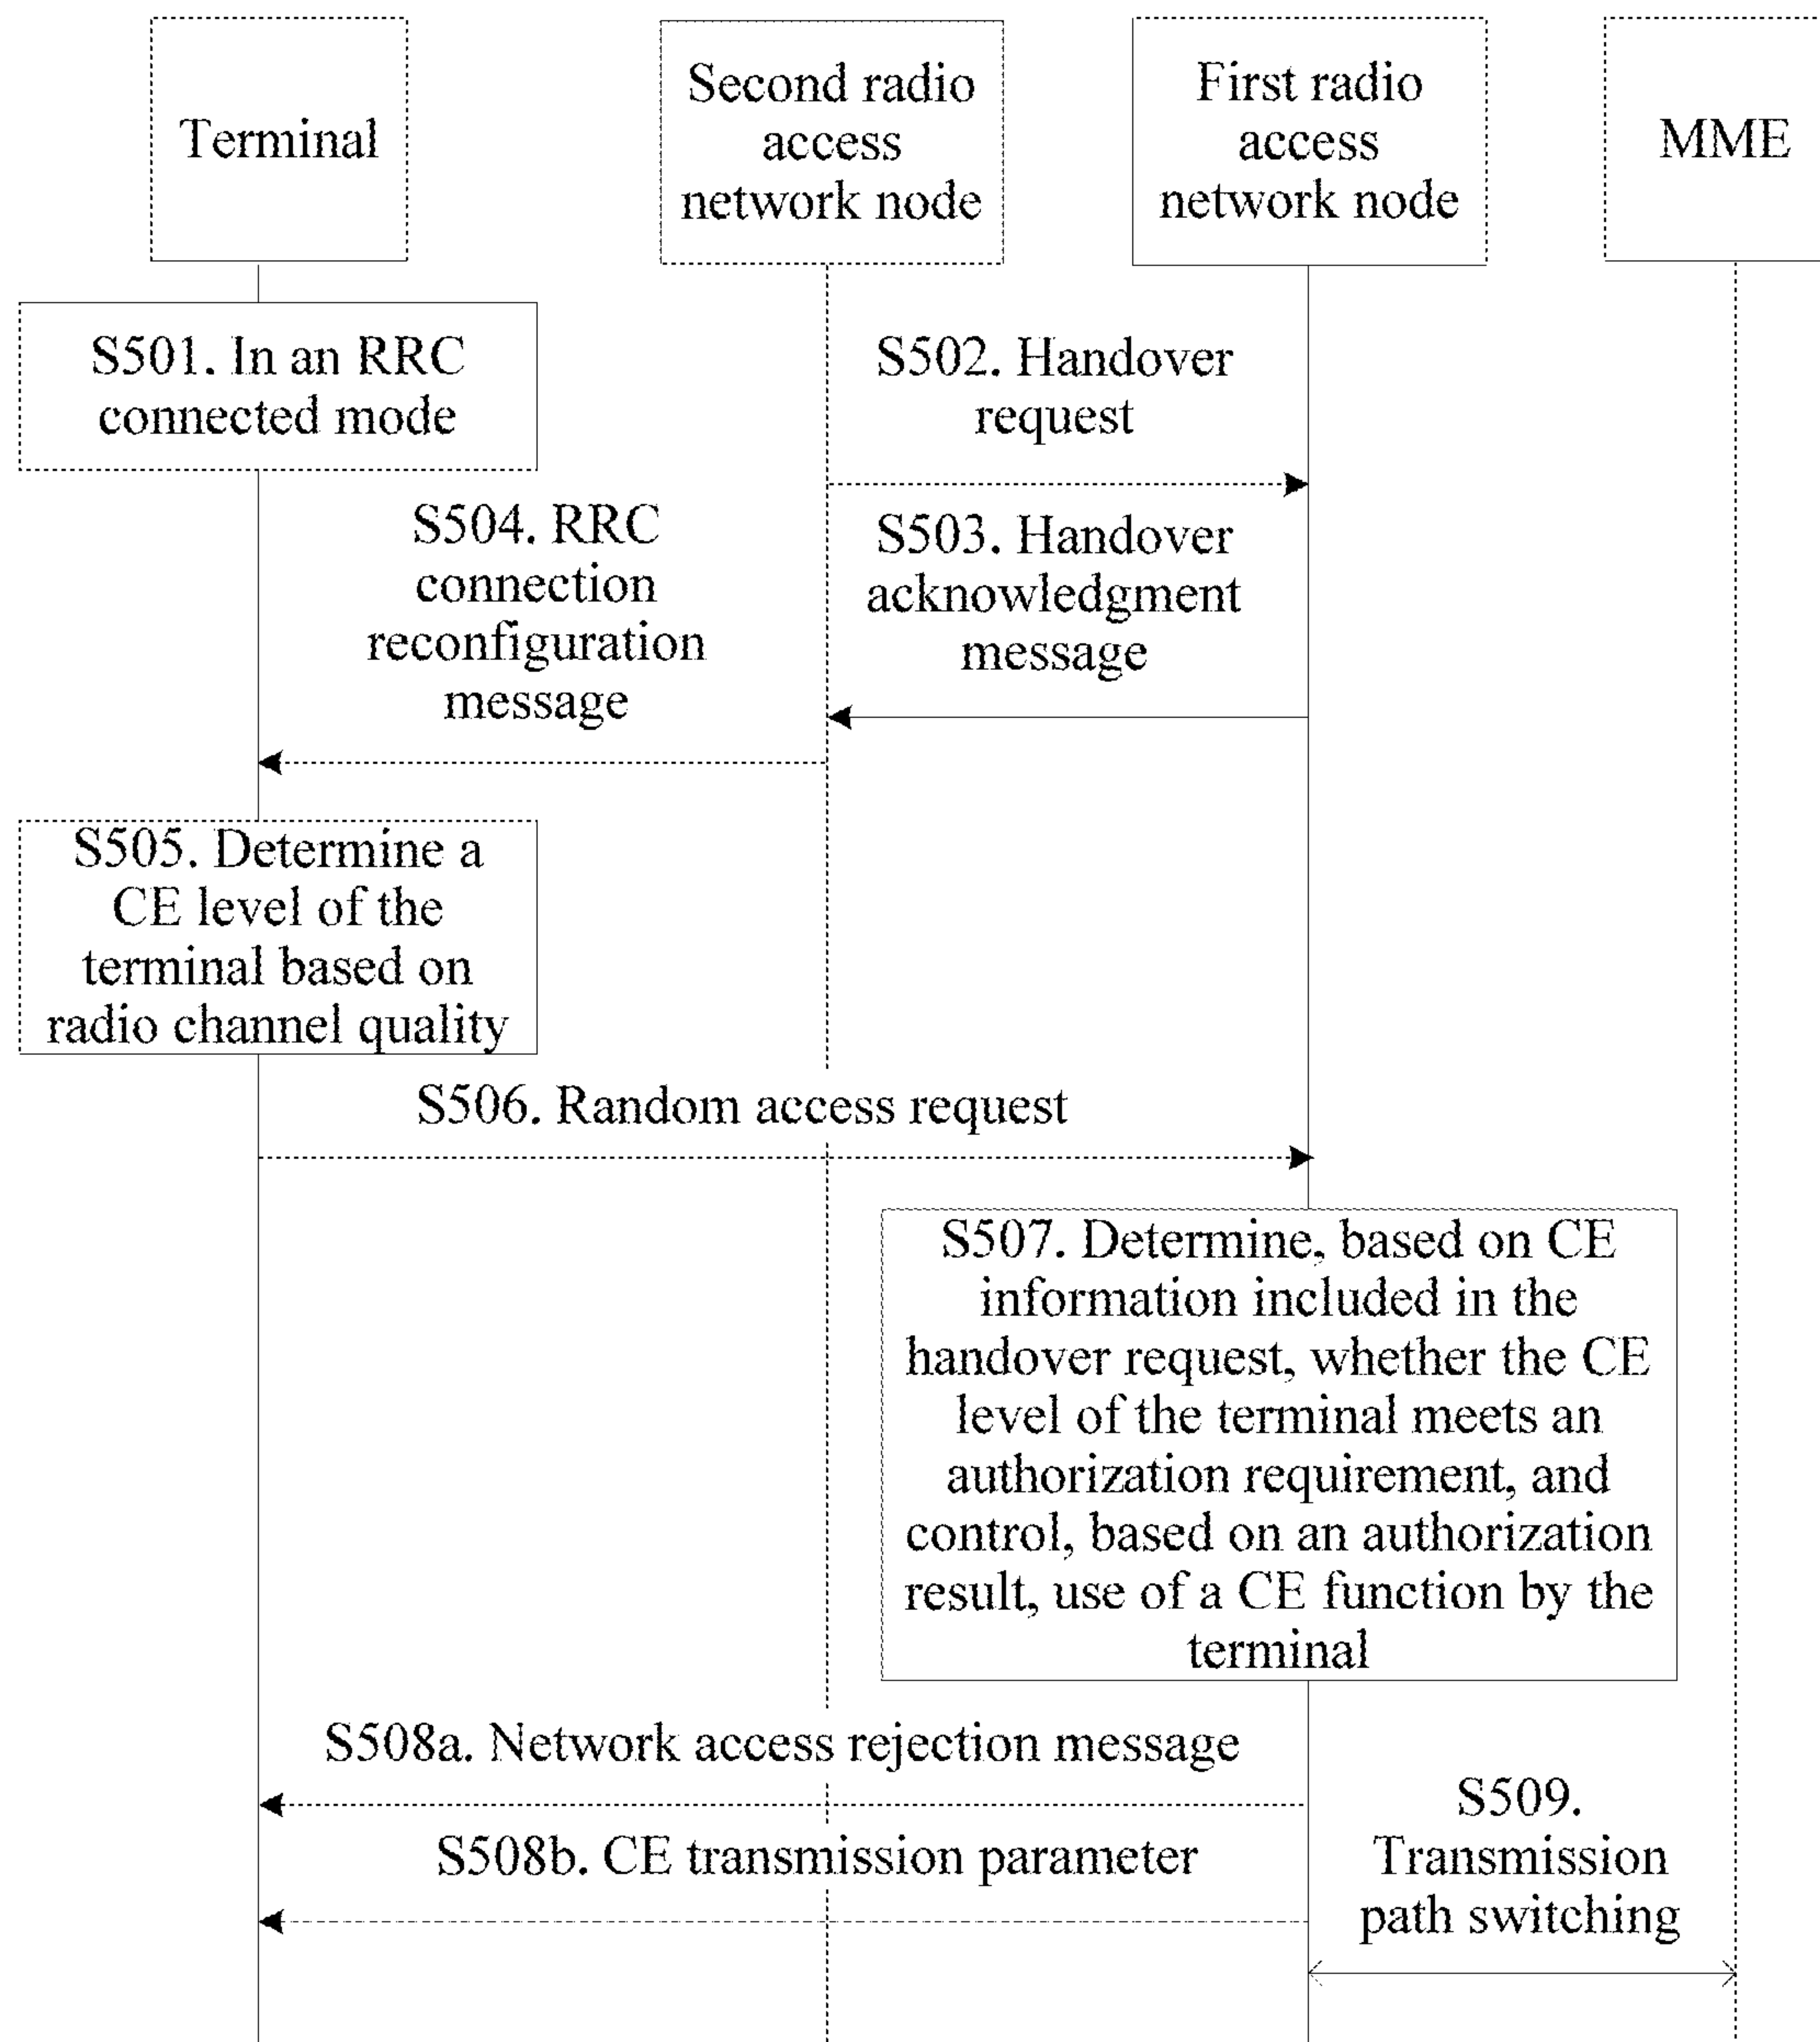 Terminal
Second radio
access
network node
First radio
access
network node
MME
S501. In an RRC
connected mode
S502. Handover
request
S504. RRC
connection
reconfiguration
message
S503. Handover
acknowledgment
message
S505. Determine a
CE level of the
terminal based on
radio channel quality
S506. Random access request
S507. Determine, based on CE
information included in the
handover request, whether the CE
level of the terminal meets an
authorization requirement, and
control, based on an authorization
result, use of a CE function by the
terminal
S508a. Network access rejection message
S508b. CE transmission parameter
S509.
Transmission
path switching